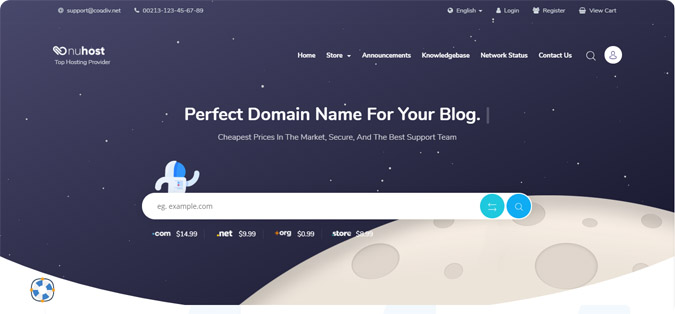 support@coodiv.net 00213-123-45-67-89 English Login Register View Cart
nuhost
Top Hosting Provider
Home Store Announcements Knowledgebase Network Status Contact Us
Perfect Domain Name For Your Blog.
Cheapest Prices In The Market, Secure, And The Best Support Team
eg. example.com
.com $14.99 .net $9.99 .org $0.99 .store $9.99